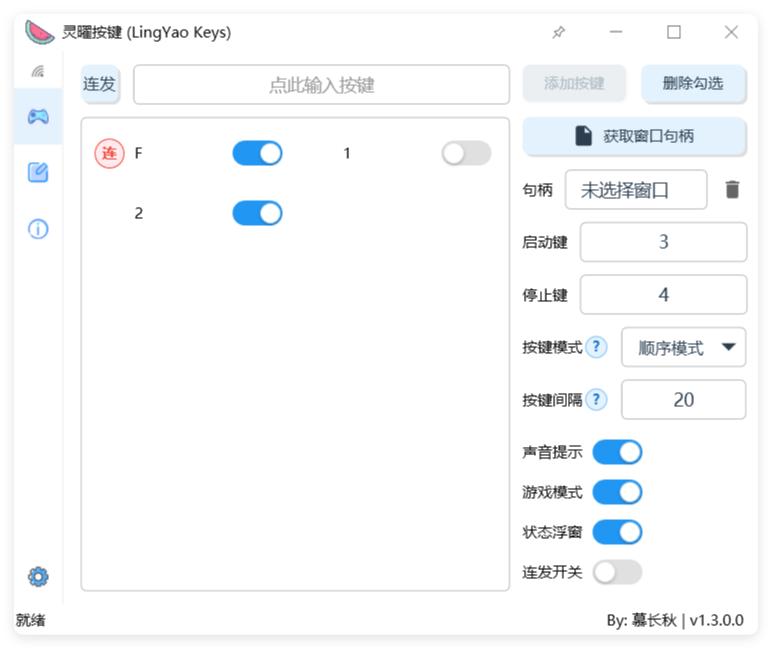 灵曜按键 (LingYao Keys)
连发
点此输入按键
添加按键
删除勾选
连 F
1
2
获取窗口句柄
句柄 未选择窗口
启动键 3
停止键 4
按键模式 ? 顺序模式
按键间隔 ? 20
声音提示
游戏模式
状态浮窗
连发开关
就绪
By: 慕长秋 | v1.3.0.0